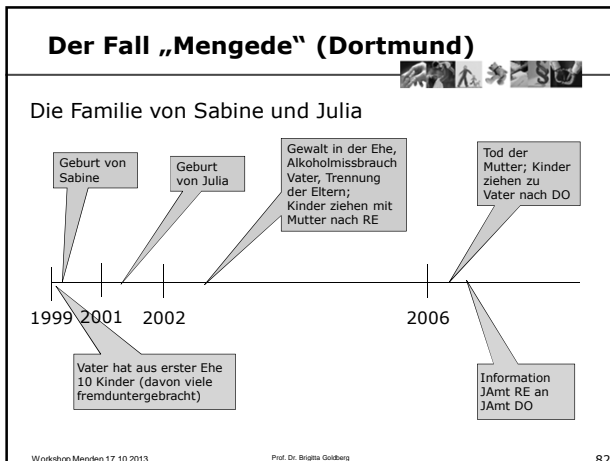 Der Fall „Mengede“ (Dortmund)
Die Familie von Sabine und Julia
Geburt von
Sabine
Geburt
von Julia
Gewalt in der Ehe,
Alkoholmissbrauch
Vater, Trennung
der Eltern;
Kinder ziehen mit
Mutter nach RE
Tod der
Mutter; Kinder
ziehen zu
Vater nach DO
1999 2001 2002 2006
Vater hat aus erster Ehe
10 Kinder (davon viele
fremduntergebracht)
Information
JAmt RE an
JAmt DO
Workshop Menden 17.10.2013 Prof. Dr. Brigitta Goldberg 82